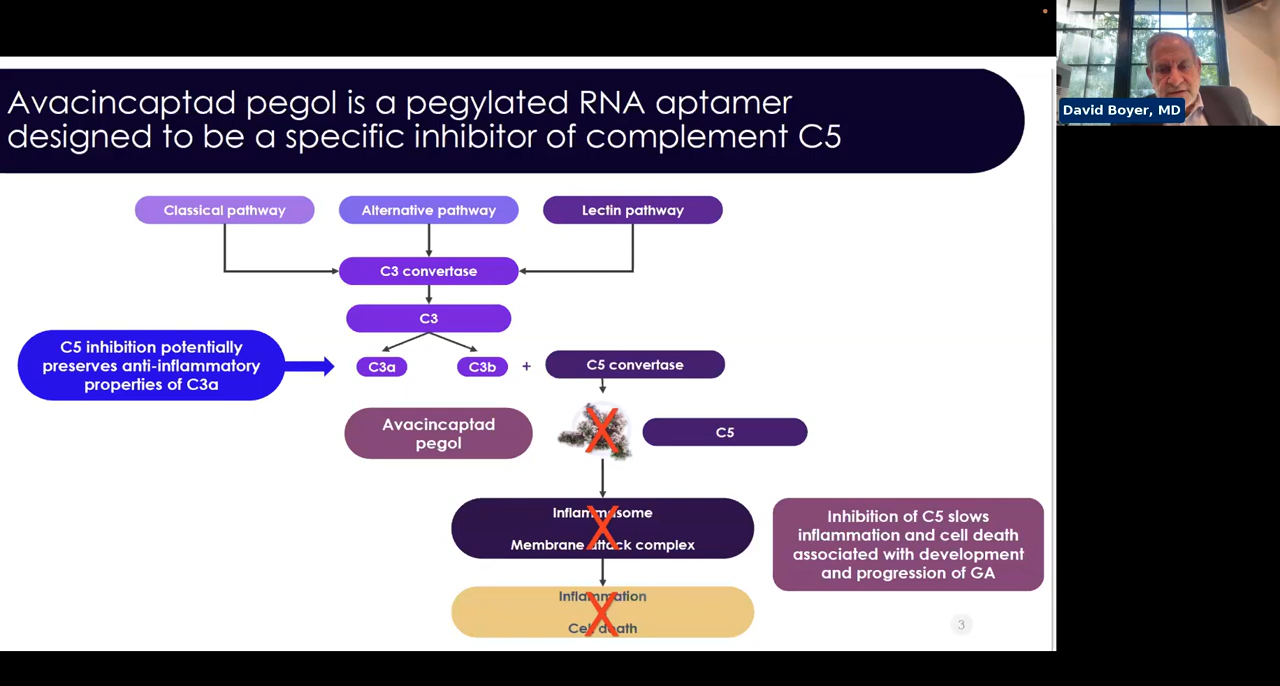 David Boyer, MD
Avacincaptad pegol is a pegylated RNA aptamer
designed to be a specific inhibitor of complement C5
Classical pathway
Alternative pathway
Lectin pathway
C3 convertase
C3
C5 inhibition potentially
preserves anti-inflammatory
properties of C3a
C3a
C3b
+
C5 convertase
Avacincaptad
pegol
C5
Inflammasome
Membrane attack complex
Inhibition of C5 slows
inflammation and cell death
associated with development
and progression of GA
Inflammation
Cell death
3